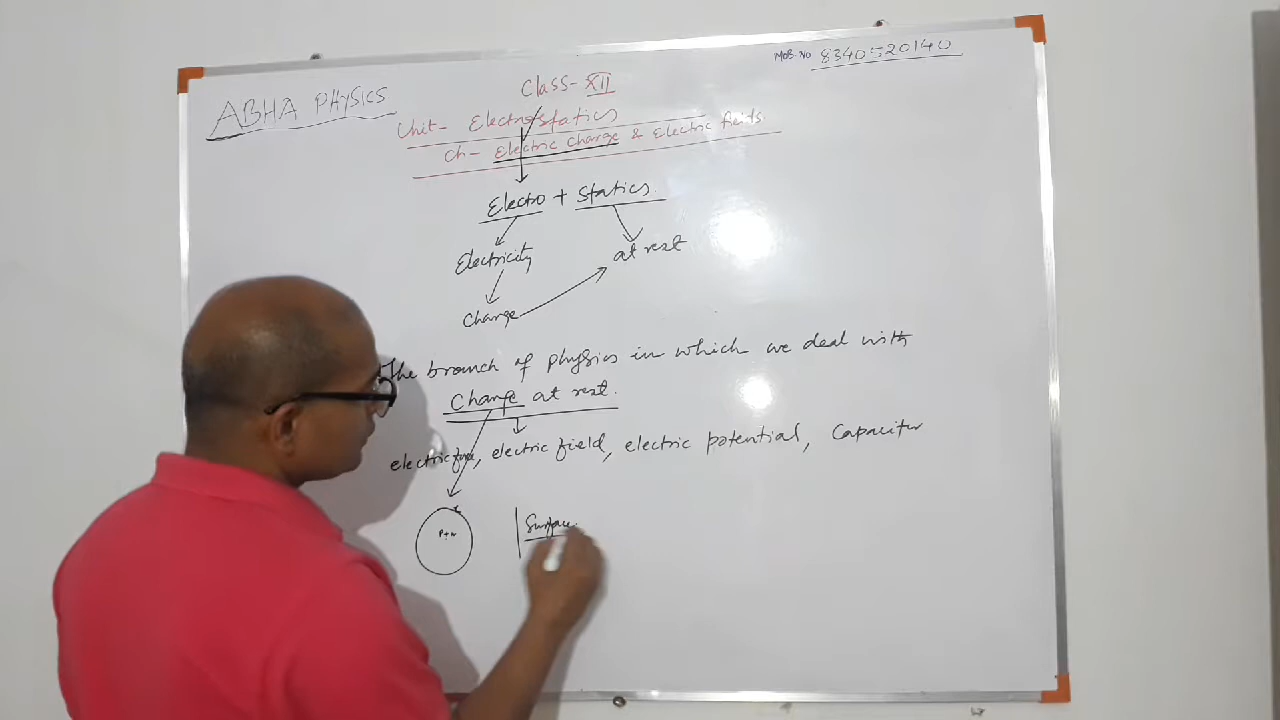 ABHA PHYSICS
MOB. NO 8340520140
Class - XII
Unit - Electrostatics
Ch - Electric Charge & Electric fields
Electro + Statics.
Electricity
at rest
Charge
The branch of physics in which we deal with
Charge at rest.
electric field, electric potential, Capacitor
P+n
Surface